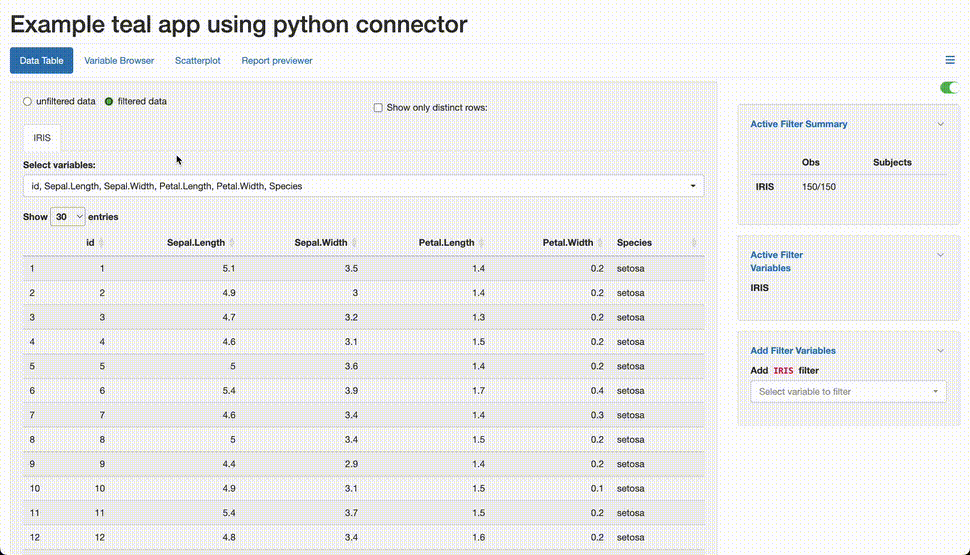 Example teal app using python connector
Data Table Variable Browser Scatterplot Report previewer
unfiltered data filtered data
Show only distinct rows:
IRIS
Select variables:
id, Sepal.Length, Sepal.Width, Petal.Length, Petal.Width, Species
Show 30 entries
id Sepal.Length Sepal.Width Petal.Length Petal.Width Species
1 1 5.1 3.5 1.4 0.2 setosa
2 2 4.9 3 1.4 0.2 setosa
3 3 4.7 3.2 1.3 0.2 setosa
4 4 4.6 3.1 1.5 0.2 setosa
5 5 5 3.6 1.4 0.2 setosa
6 6 5.4 3.9 1.7 0.4 setosa
7 7 4.6 3.4 1.4 0.3 setosa
8 8 5 3.4 1.5 0.2 setosa
9 9 4.4 2.9 1.4 0.2 setosa
10 10 4.9 3.1 1.5 0.1 setosa
11 11 5.4 3.7 1.5 0.2 setosa
12 12 4.8 3.4 1.6 0.2 setosa
Active Filter Summary
Obs Subjects
IRIS 150/150
Active Filter
Variables
IRIS
Add Filter Variables
Add IRIS filter
Select variable to filter